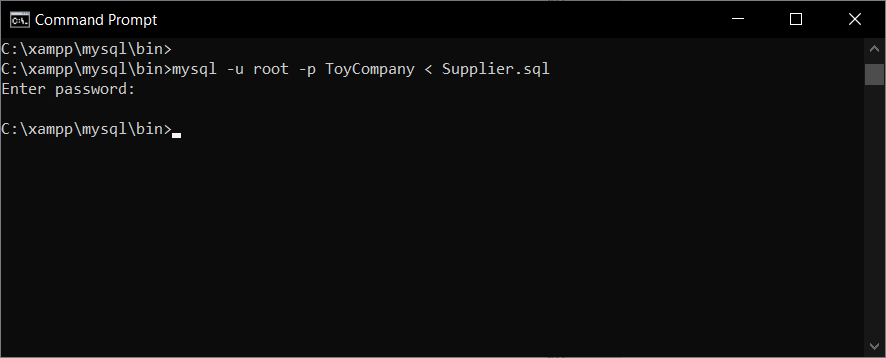 Command Prompt
C:\xampp\mysql\bin>
C:\xampp\mysql\bin>mysql -u root -p ToyCompany < Supplier.sql
Enter password:
C:\xampp\mysql\bin>